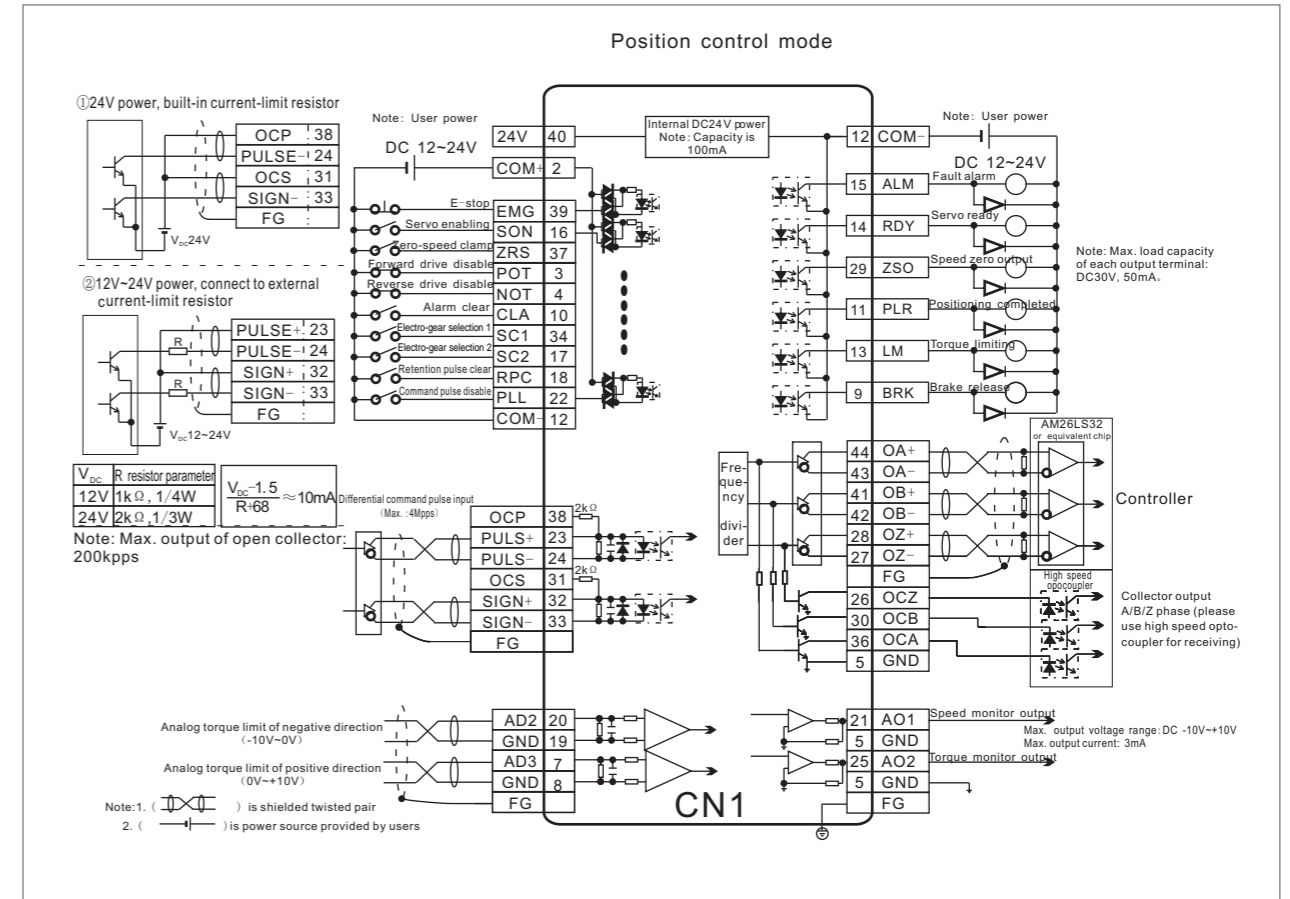 Position control mode
①24V power, built-in current-limit resistor
OCP 38
PULSE- 24
OCS 31
SIGN- 33
FG
VDC24V
②12V~24V power, connect to external
current-limit resistor
R
R
PULSE+ 23
PULSE- 24
SIGN+ 32
SIGN- 33
FG
VDC12~24V
VDC R resistor parameter
12V 1kΩ, 1/4W
24V 2kΩ,1/3W
VDC-1.5
R+68
≈10mA
Note: Max. output of open collector:
200kpps
Note: User power
DC 12~24V
24V 40
COM+ 2
E-stop EMG 39
Servo enabling SON 16
Zero-speed clamp ZRS 37
Forward drive disable POT 3
Reverse drive disable NOT 4
Alarm clear CLA 10
Electro-gear selection 1 SC1 34
Electro-gear selection 2 SC2 17
Retention pulse clear RPC 18
Command pulse disable PLL 22
COM- 12
Internal DC24V power
Note: Capacity is
100mA
Differential command pulse input
(Max. :4Mpps)
OCP 38 2kΩ
PULS+ 23
PULS- 24
OCS 31 2kΩ
SIGN+ 32
SIGN- 33
FG
Analog torque limit of negative direction
(-10V~0V)
AD2 20
GND 19
Analog torque limit of positive direction
(0V~+10V)
AD3 7
GND 8
FG
Note:1. ( ) is shielded twisted pair
2. ( )is power source provided by users
CN1
12 COM-
Note: User power
DC 12~24V
15 ALM Fault alarm
14 RDY Servo ready
29 ZSO Speed zero output
11 PLR Positioning completed
13 LM Torque limiting
9 BRK Brake release
Note: Max. load capacity
of each output terminal:
DC30V, 50mA。
Fre-
que-
ncy
divi-
der
44 OA+
43 OA-
41 OB+
42 OB-
28 OZ+
27 OZ-
FG
26 OCZ
30 OCB
36 OCA
5 GND
AM26LS32
or equivalent chip
Controller
High speed
opocoupler
Collector output
A/B/Z phase (please
use high speed opto-
coupler for receiving)
21 AO1 Speed monitor output
5 GND
25 AO2 Torque monitor output
5 GND
FG
Max. output voltage range:DC -10V~+10V
Max. output current: 3mA